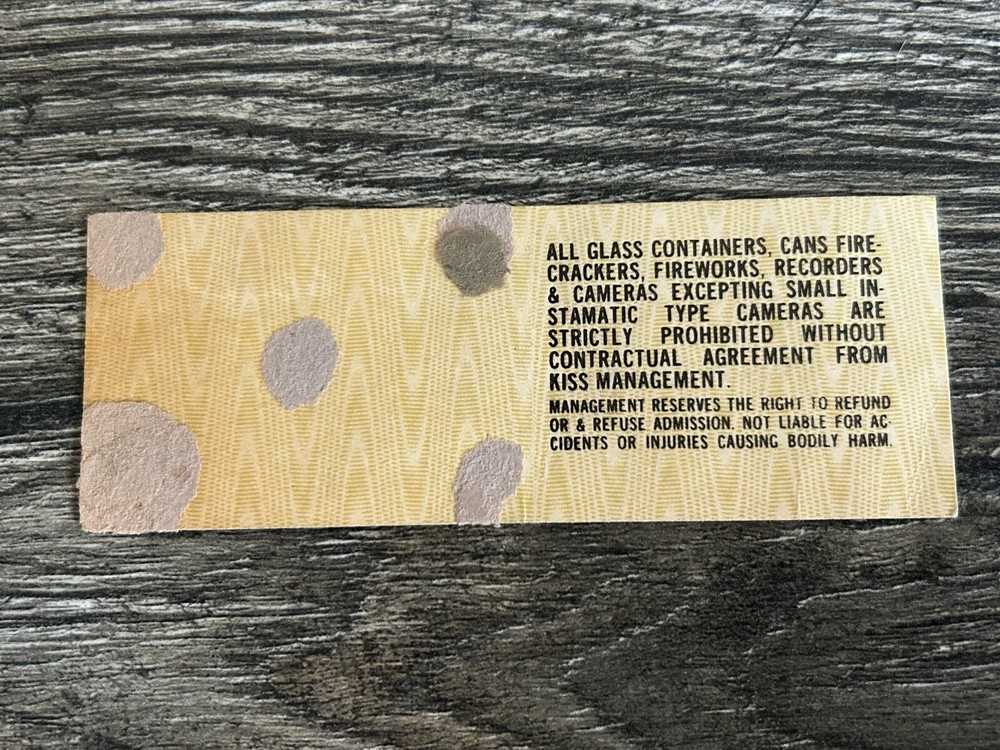 ALL GLASS CONTAINERS, CANS FIRE-
CRACKERS, FIREWORKS, RECORDERS
& CAMERAS EXCEPTING SMALL IN-
STAMATIC TYPE CAMERAS ARE
STRICTLY PROHIBITED WITHOUT
CONTRACTUAL AGREEMENT FROM
KISS MANAGEMENT.
MANAGEMENT RESERVES THE RIGHT TO REFUND
OR & REFUSE ADMISSION. NOT LIABLE FOR AC-
CIDENTS OR INJURIES CAUSING BODILY HARM.